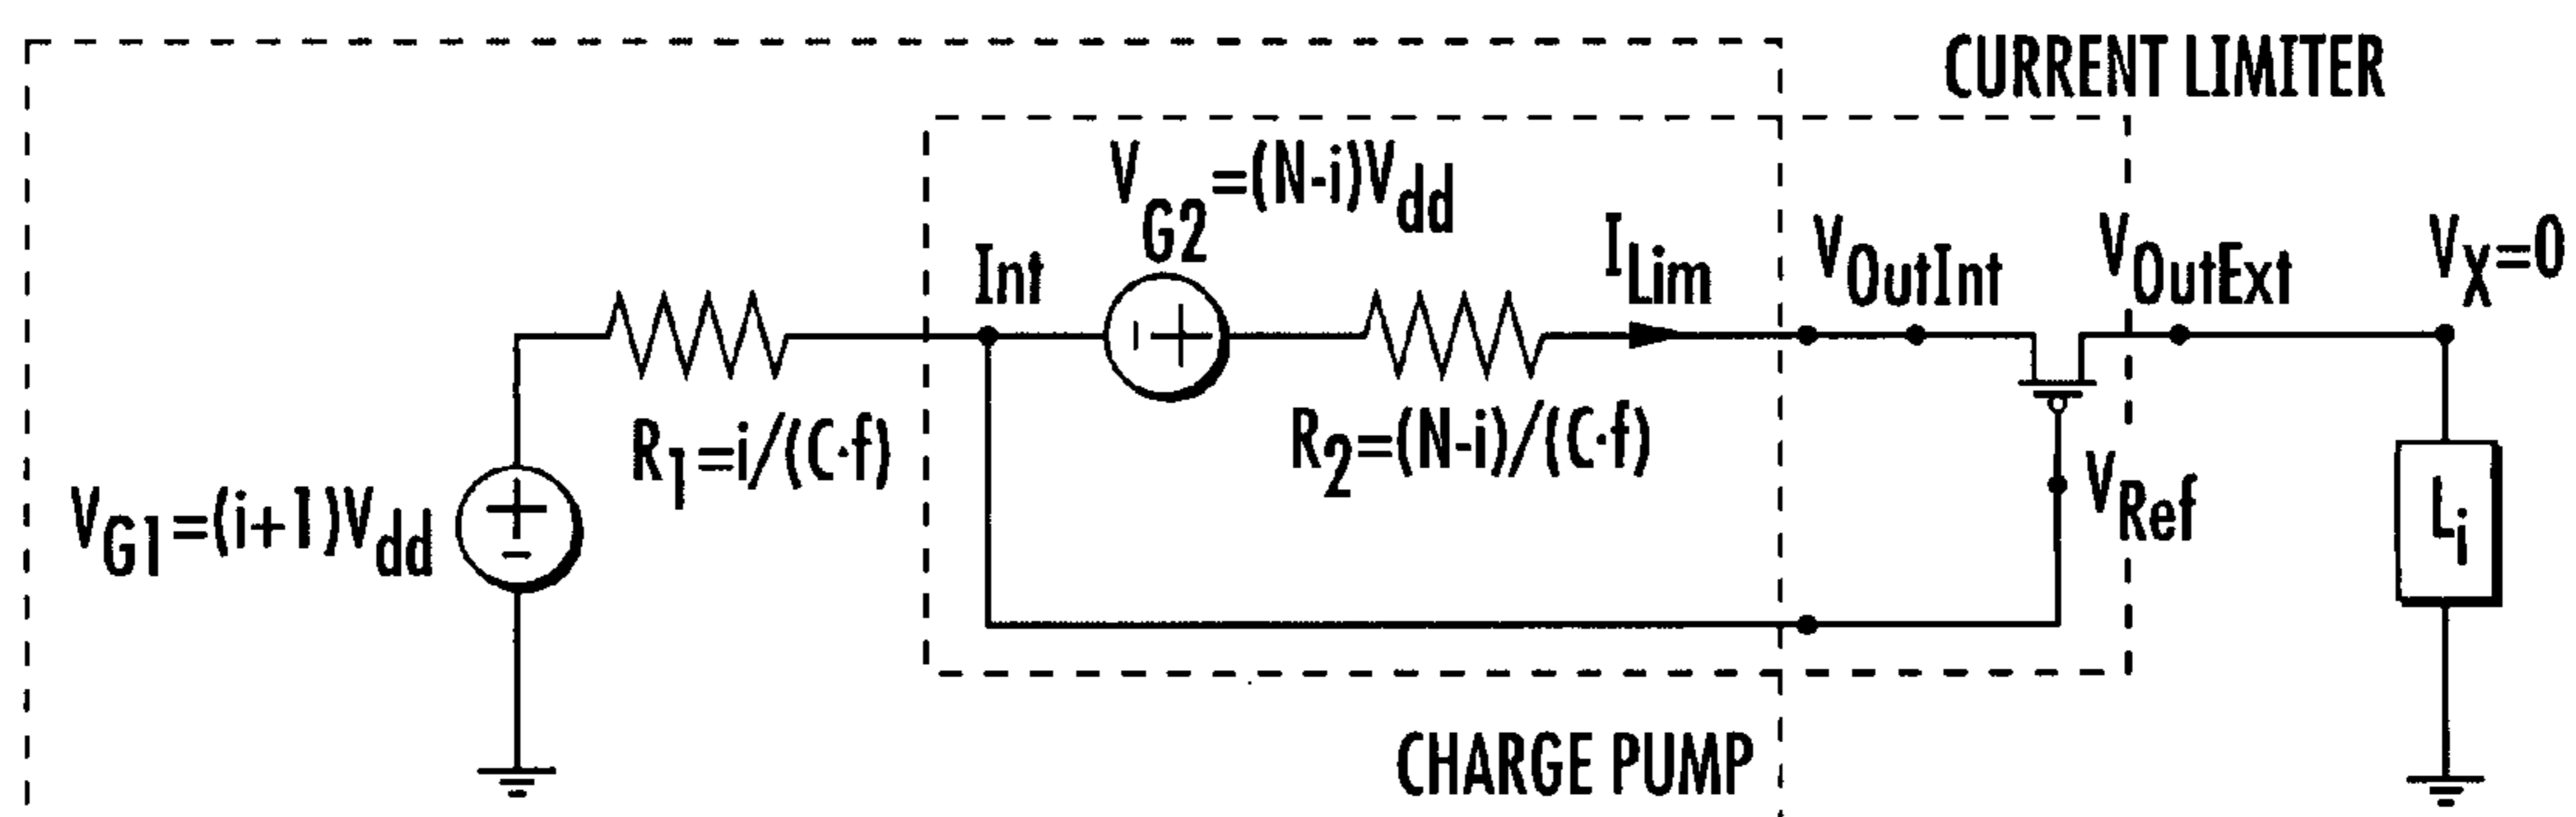 CURRENT LIMITER
V_G2=(N-i)V_dd
Int
I_Lim
V_OutInt
V_OutExt
V_X=0
R_1=i/(C·f)
R_2=(N-i)/(C·f)
V_G1=(i+1)V_dd
V_Ref
L_i
CHARGE PUMP